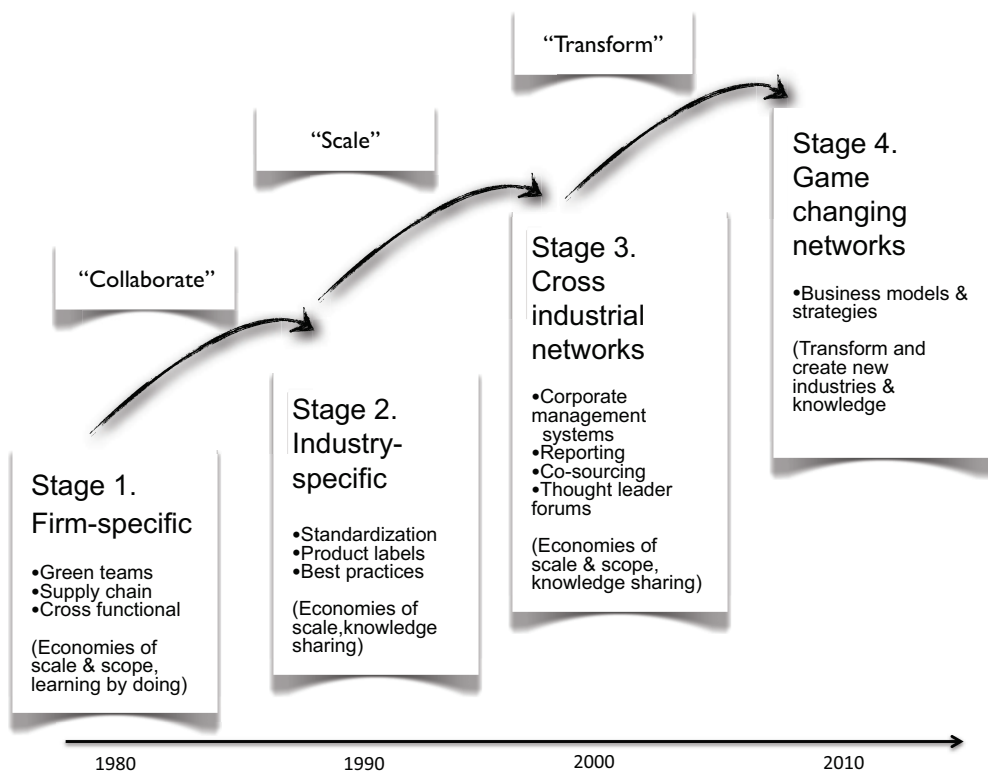 “Transform”
“Scale”
“Collaborate”
Stage 1.
Firm-specific
•Green teams
•Supply chain
•Cross functional
(Economies of
scale & scope,
learning by doing)
Stage 2.
Industry-
specific
•Standardization
•Product labels
•Best practices
(Economies of
scale,knowledge
sharing)
Stage 3.
Cross
industrial
networks
•Corporate
management
systems
•Reporting
•Co-sourcing
•Thought leader
forums
(Economies of
scale & scope,
knowledge sharing)
Stage 4.
Game
changing
networks
•Business models &
strategies
(Transform and
create new
industries &
knowledge
1980
1990
2000
2010